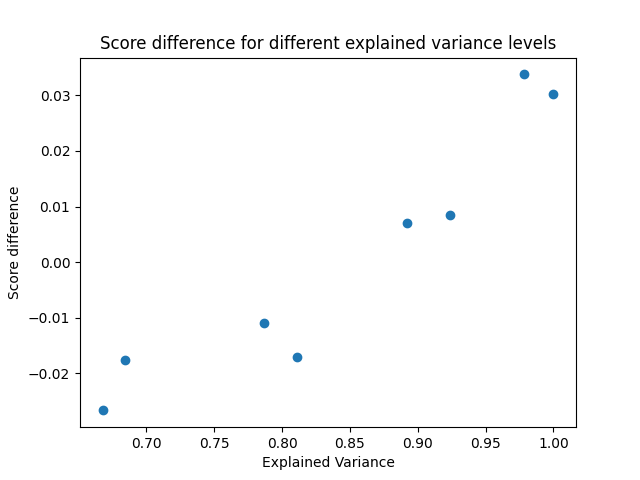 Score difference for different explained variance levels
Score difference
0.03
0.02
0.01
0.00
−0.01
−0.02
0.70 0.75 0.80 0.85 0.90 0.95 1.00
Explained Variance